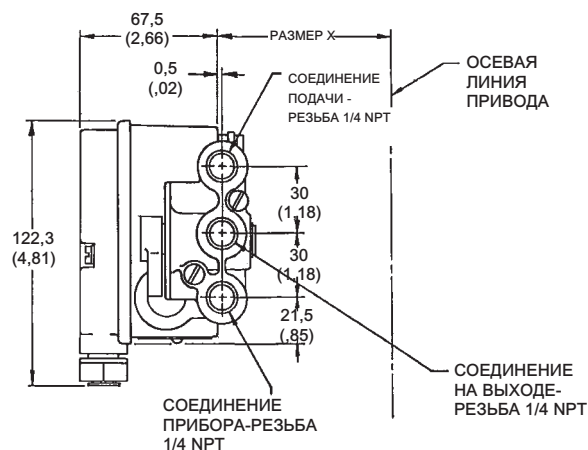 67,5
(2,66)
РАЗМЕР X
0,5
(,02)
СОЕДИНЕНИЕ
ПОДАЧИ -
РЕЗЬБА 1/4 NPT
ОСЕВАЯ
ЛИНИЯ
ПРИВОДА
30
(1,18)
122,3
(4,81)
30
(1,18)
21,5
(,85)
СОЕДИНЕНИЕ
НА ВЫХОДЕ-
РЕЗЬБА 1/4 NPT
СОЕДИНЕНИЕ
ПРИБОРА-РЕЗЬБА
1/4 NPT